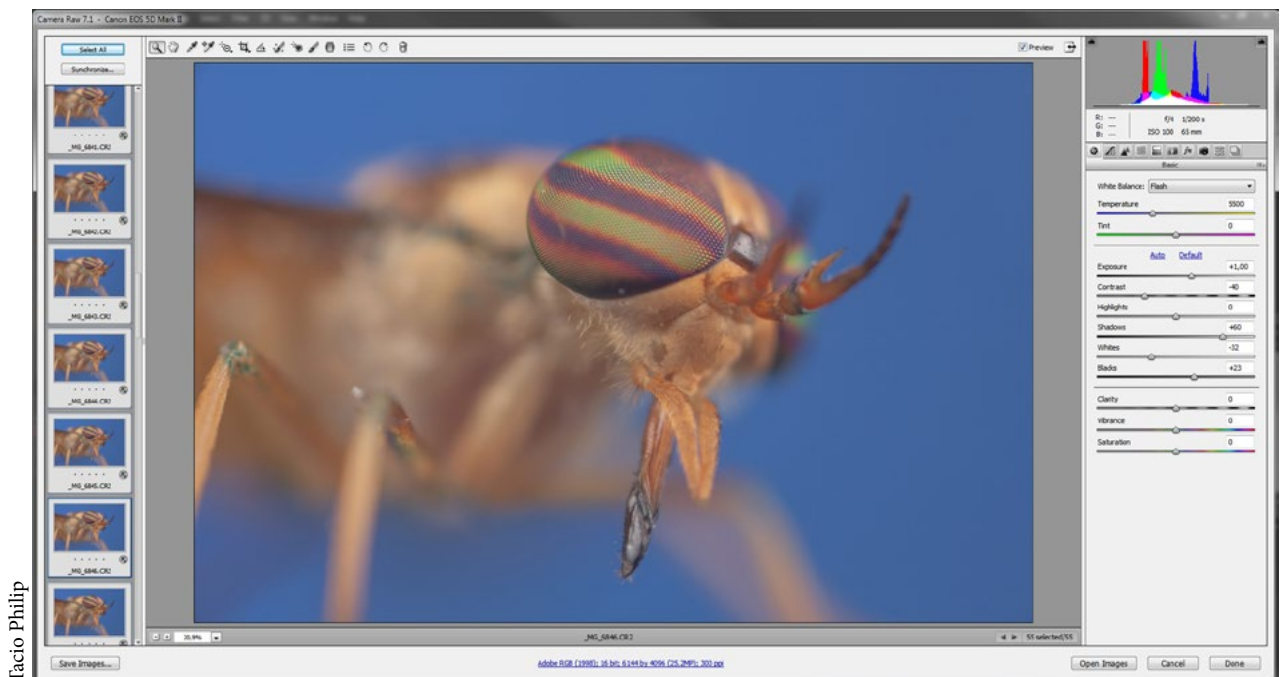 Camera Raw 7.1 - Canon EOS 5D Mark II
Select All
Synchronize...
_MG_6841.CR2
_MG_6842.CR2
_MG_6843.CR2
_MG_6844.CR2
_MG_6845.CR2
_MG_6846.CR2
Preview
R: ---
G: ---
B: ---
f/4 1/200 s
ISO 100 65 mm
Basic
White Balance: Flash
Temperature 5500
Tint 0
Auto Default
Exposure +1,00
Contrast -40
Highlights 0
Shadows +60
Whites -32
Blacks +23
Clarity 0
Vibrance 0
Saturation 0
_MG_6846.CR2
55 selected/55
Save Images...
Adobe RGB (1998); 16 bit; 6144 by 4096 (25.2MP); 300 ppi
Open Images Cancel Done
Tacio Philip